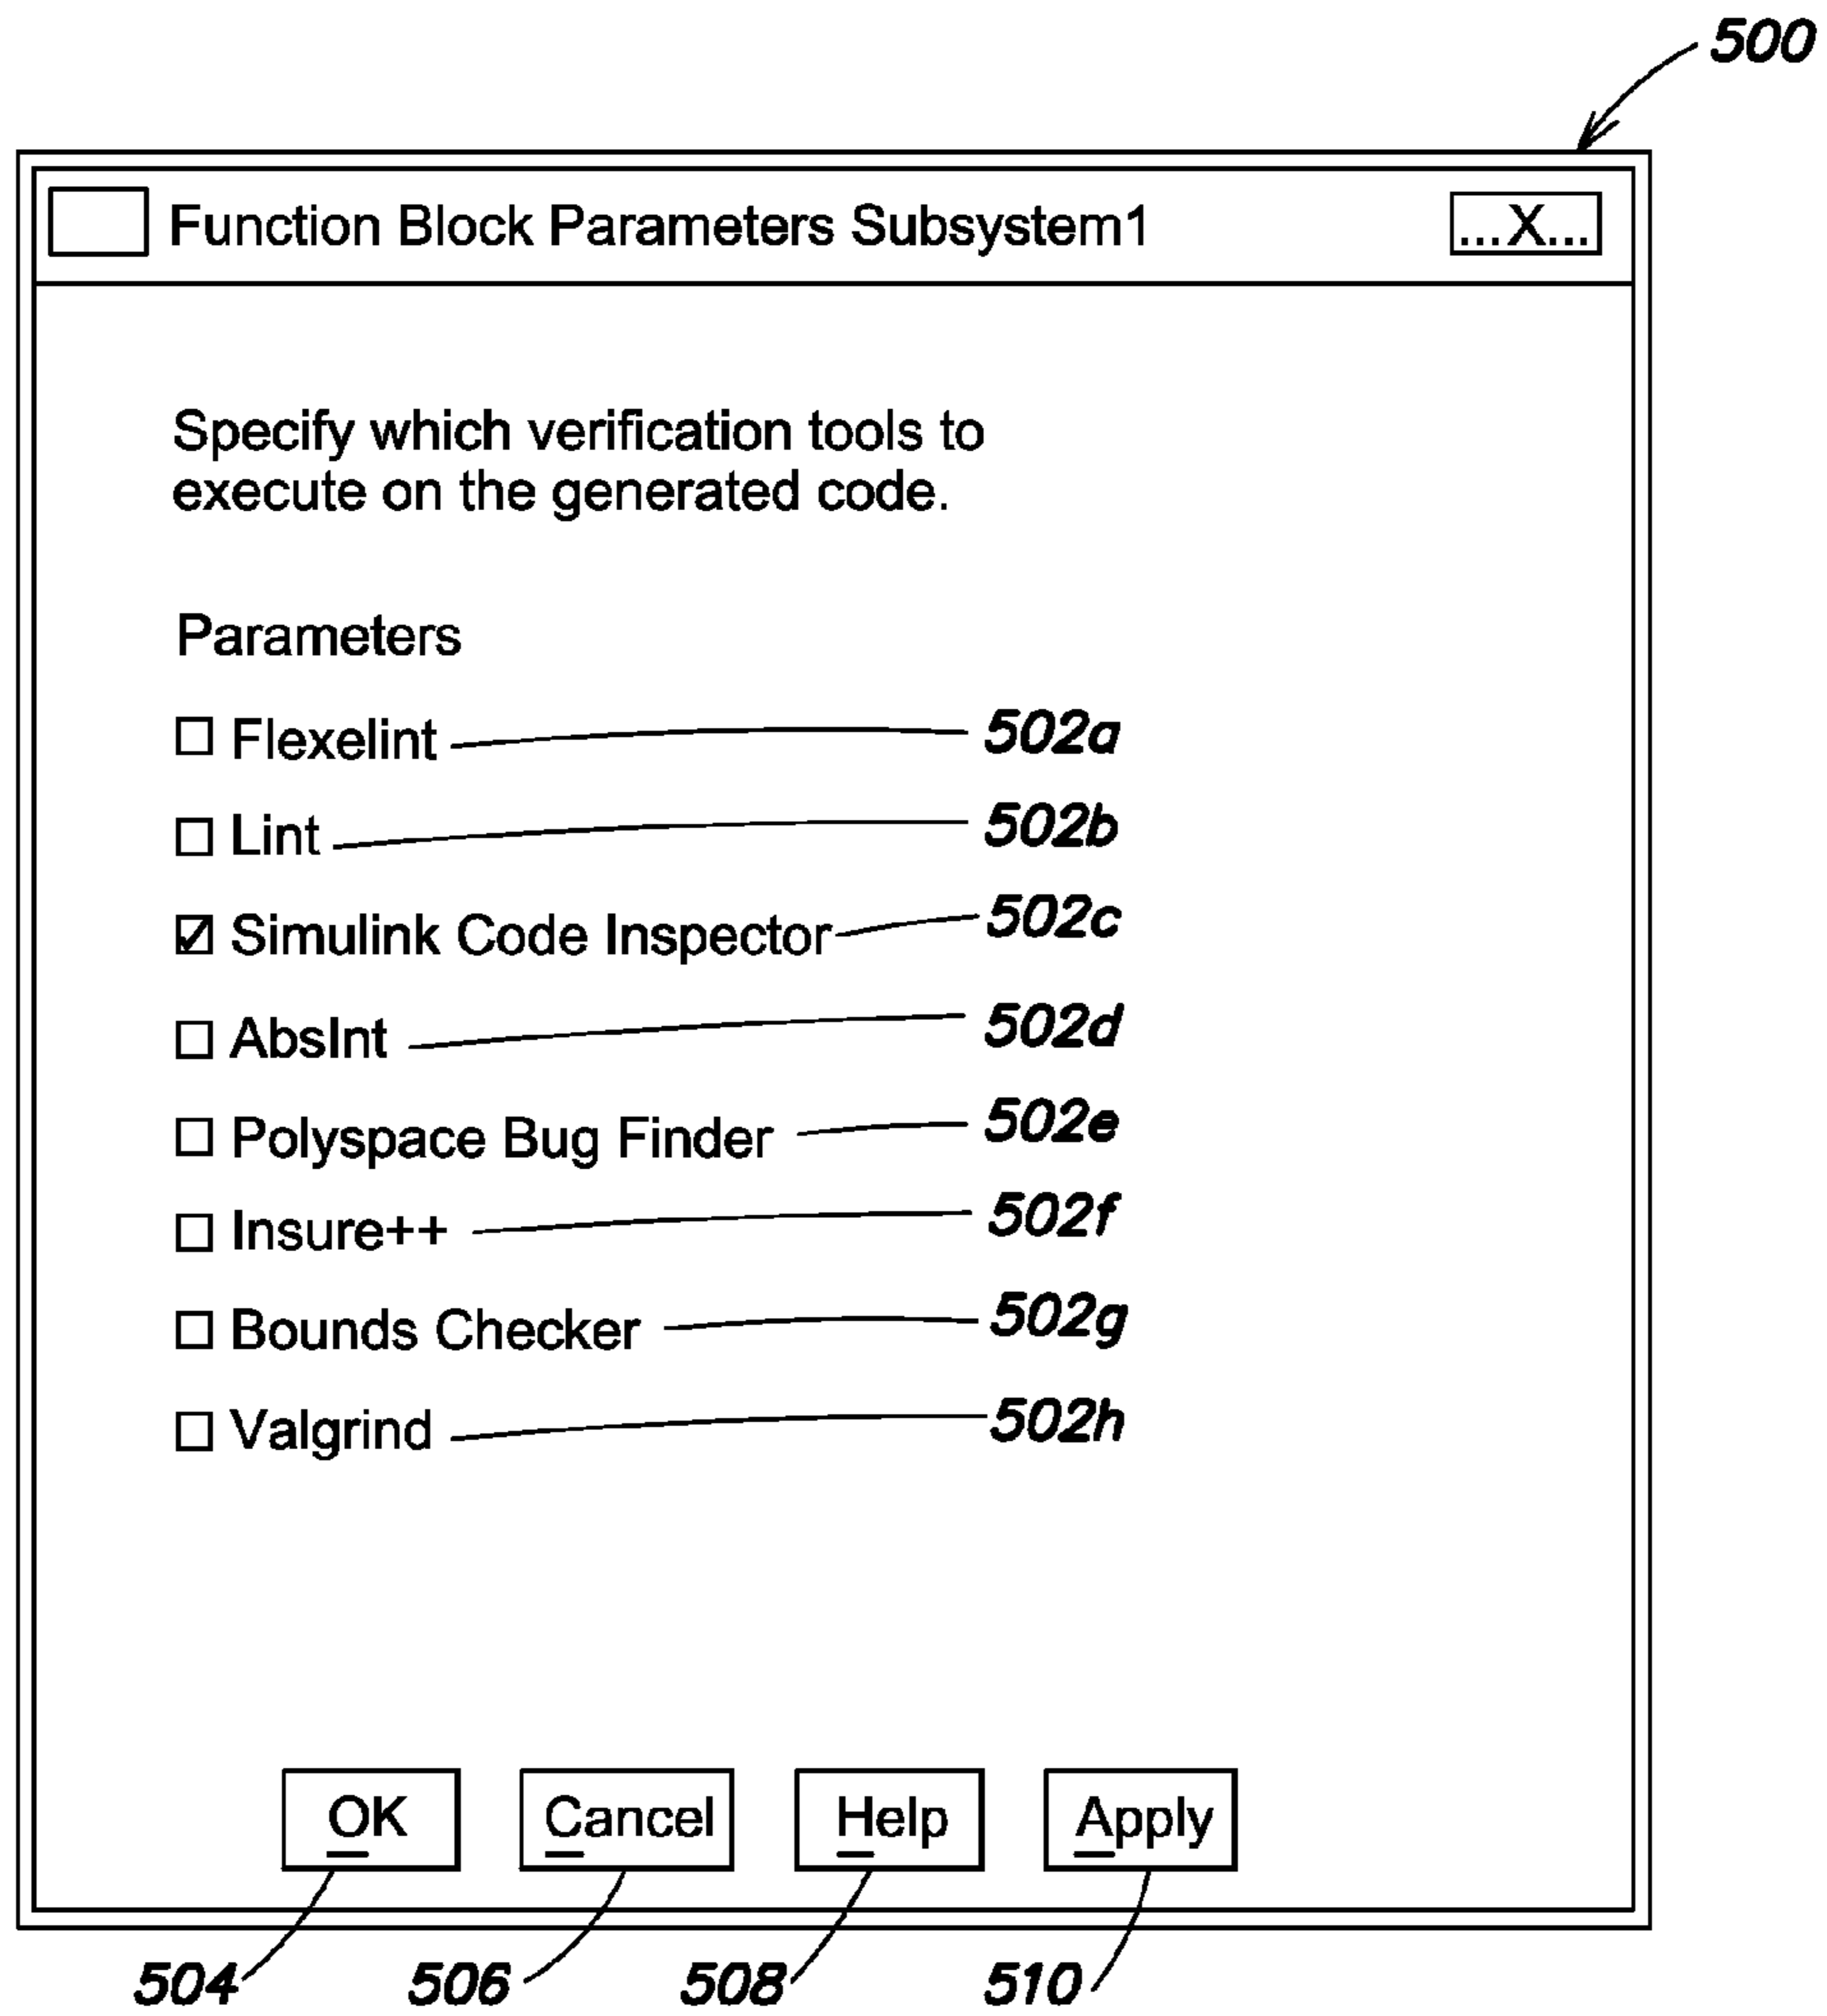 500
Function Block Parameters Subsystem1
...X...
Specify which verification tools to
execute on the generated code.
Parameters
Flexelint 502a
Lint 502b
Simulink Code Inspector 502c
AbsInt 502d
Polyspace Bug Finder 502e
Insure++ 502f
Bounds Checker 502g
Valgrind 502h
OK Cancel Help Apply
504 506 508 510